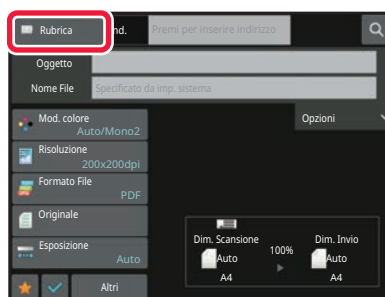 Rubrica
nd.
Premi per inserire indirizzo
Oggetto
Nome File
Specificato da imp. sistema
Mod. colore
Auto/Mono2
Opzioni
Risoluzione
200x200dpi
Formato File
PDF
Originale
Esposizione
Auto
Dim. Scansione
100%
Dim. Invio
Auto
Auto
A4
A4
Altri